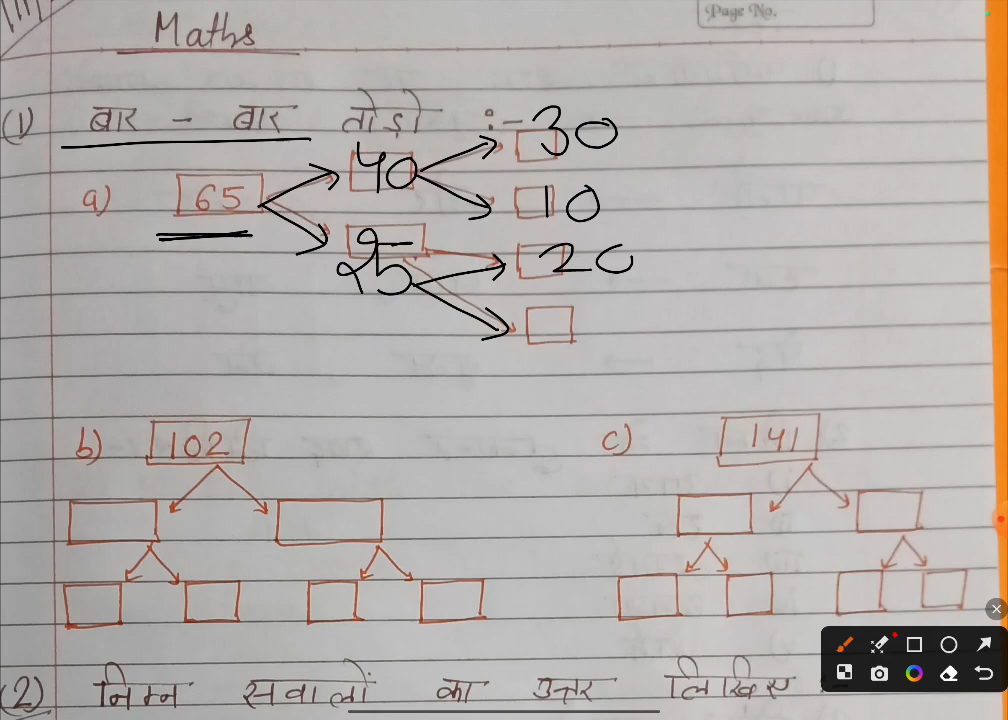 Page No.
Maths
(1) बार - बार तोड़ो :-
a) 65 40 30
10
25 20
b) 102 c) 141
(2) निम्न सवालों का उत्तर लिखिए :-